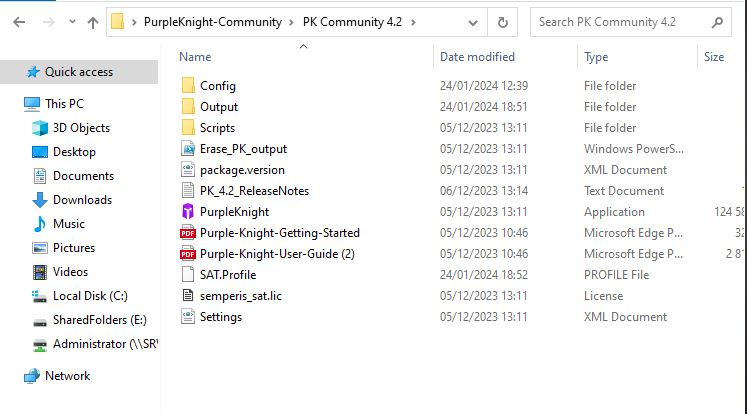 PurpleKnight-Community > PK Community 4.2 >
Search PK Community 4.2
Name Date modified Type Size
Quick access
This PC
3D Objects
Desktop
Documents
Downloads
Music
Pictures
Videos
Local Disk (C:)
SharedFolders (E:)
Administrator (\\SRV
Network
Config 24/01/2024 12:39 File folder
Output 24/01/2024 18:51 File folder
Scripts 05/12/2023 13:11 File folder
Erase_PK_output 05/12/2023 13:11 Windows PowerS...
package.version 05/12/2023 13:11 XML Document
PK_4.2_ReleaseNotes 06/12/2023 13:14 Text Document
PurpleKnight 05/12/2023 13:11 Application 124 58
PDF Purple-Knight-Getting-Started 05/12/2023 10:46 Microsoft Edge P... 32
PDF Purple-Knight-User-Guide (2) 05/12/2023 10:46 Microsoft Edge P... 2 81
SAT.Profile 24/01/2024 18:52 PROFILE File
semperis_sat.lic 05/12/2023 13:11 License
Settings 05/12/2023 13:11 XML Document